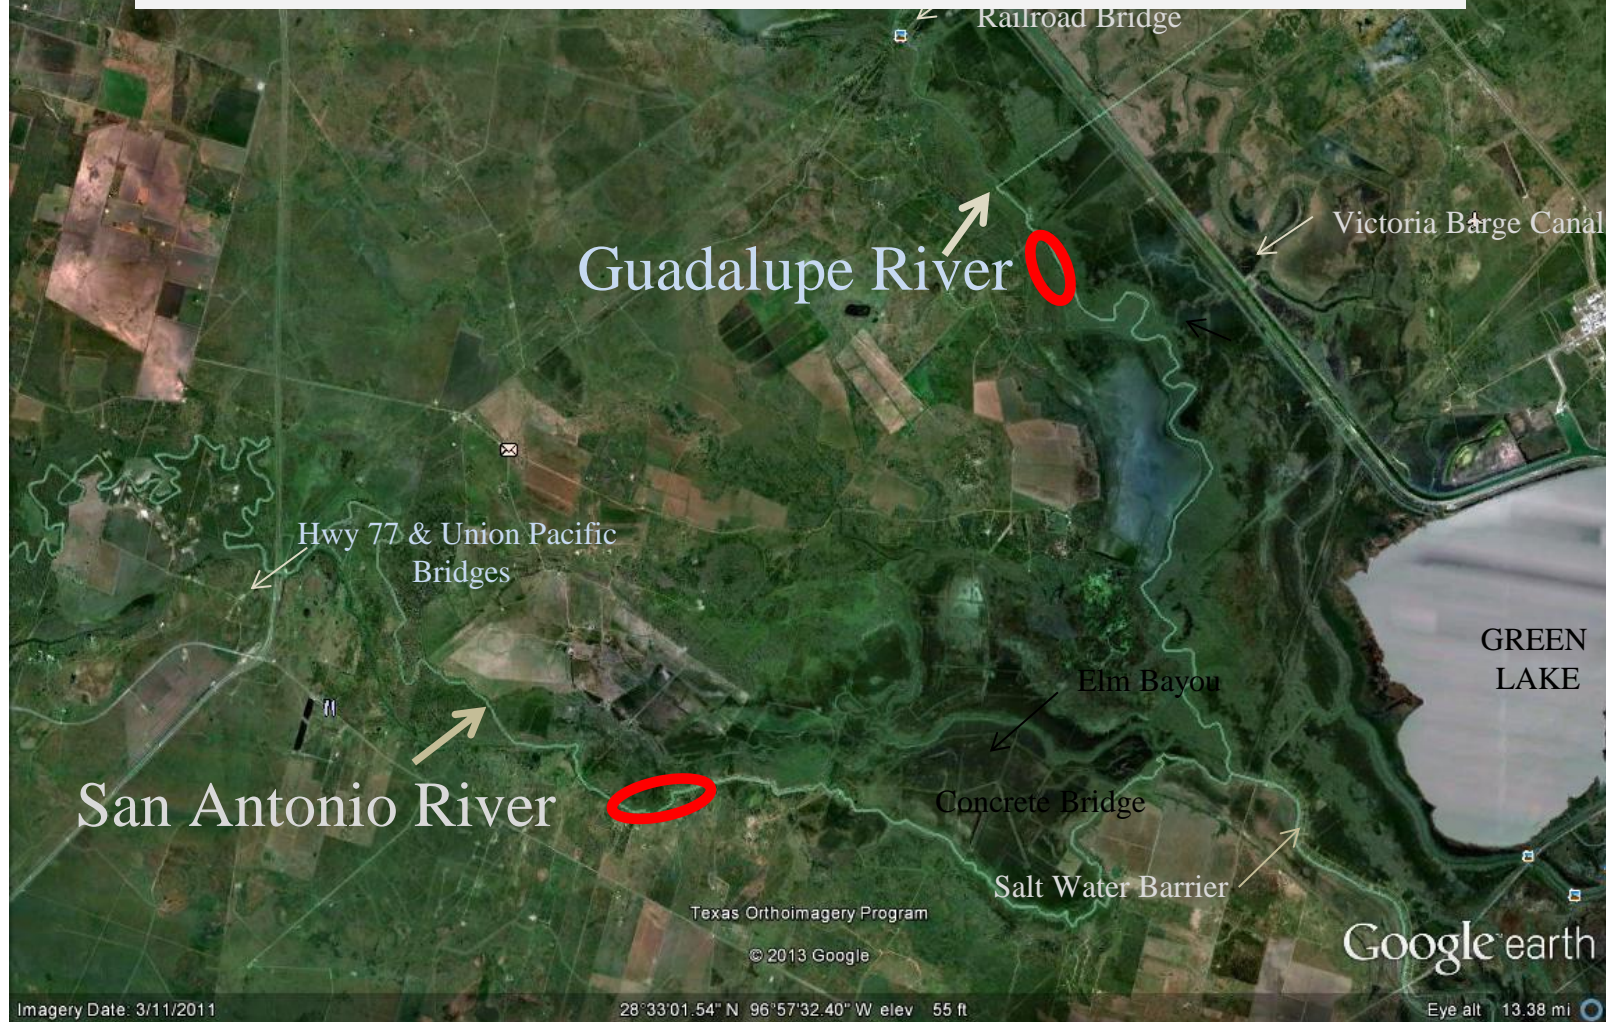 Railroad Bridge
Victoria Barge Canal
Guadalupe River
Hwy 77 & Union Pacific
Bridges
GREEN
LAKE
Elm Bayou
San Antonio River
Concrete Bridge
Salt Water Barrier
Texas Orthoimagery Program
© 2013 Google
Google earth
Imagery Date: 3/11/2011
28°33'01.54" N 96°57'32.40" W elev 55 ft
Eye alt 13.38 mi